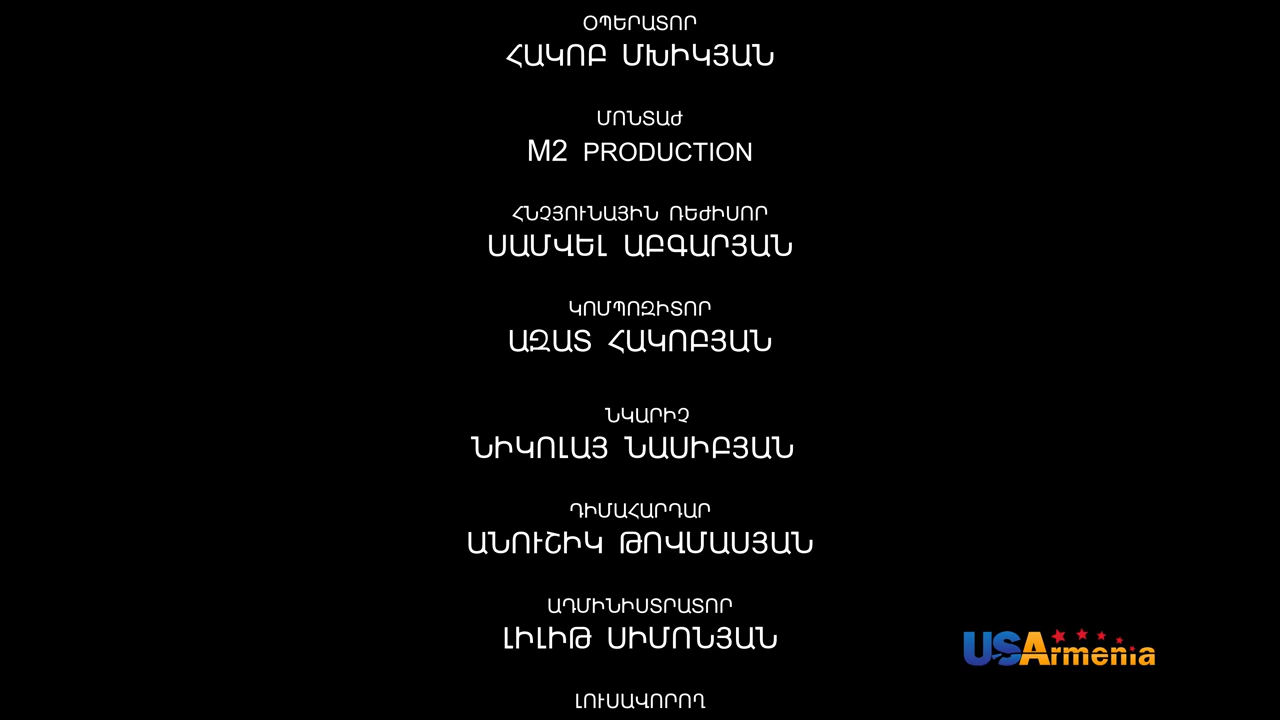 ՕՊԵՐԱՏՈՐ
ՀԱԿՈԲ ՄԽԻԿՅԱՆ
ՄՈՆՏԱԺ
M2 PRODUCTION
ՀՆՉՅՈՒՆԱՅԻՆ ՌԵԺԻՍՈՐ
ՍԱՄՎԵԼ ԱԲԳԱՐՅԱՆ
ԿՈՄՊՈԶԻՏՈՐ
ԱԶԱՏ ՀԱԿՈԲՅԱՆ
ՆԿԱՐԻՉ
ՆԻԿՈԼԱՅ ՆԱՍԻԲՅԱՆ
ԴԻՄԱՀԱՐԴԱՐ
ԱՆՈՒՇԻԿ ԹՈՎՄԱՍՅԱՆ
ԱԴՄԻՆԻՍՏՐԱՏՈՐ
ԼԻԼԻԹ ՍԻՄՈՆՅԱՆ
USArmenia
ԼՈՒՍԱՎՈՐՈՂ